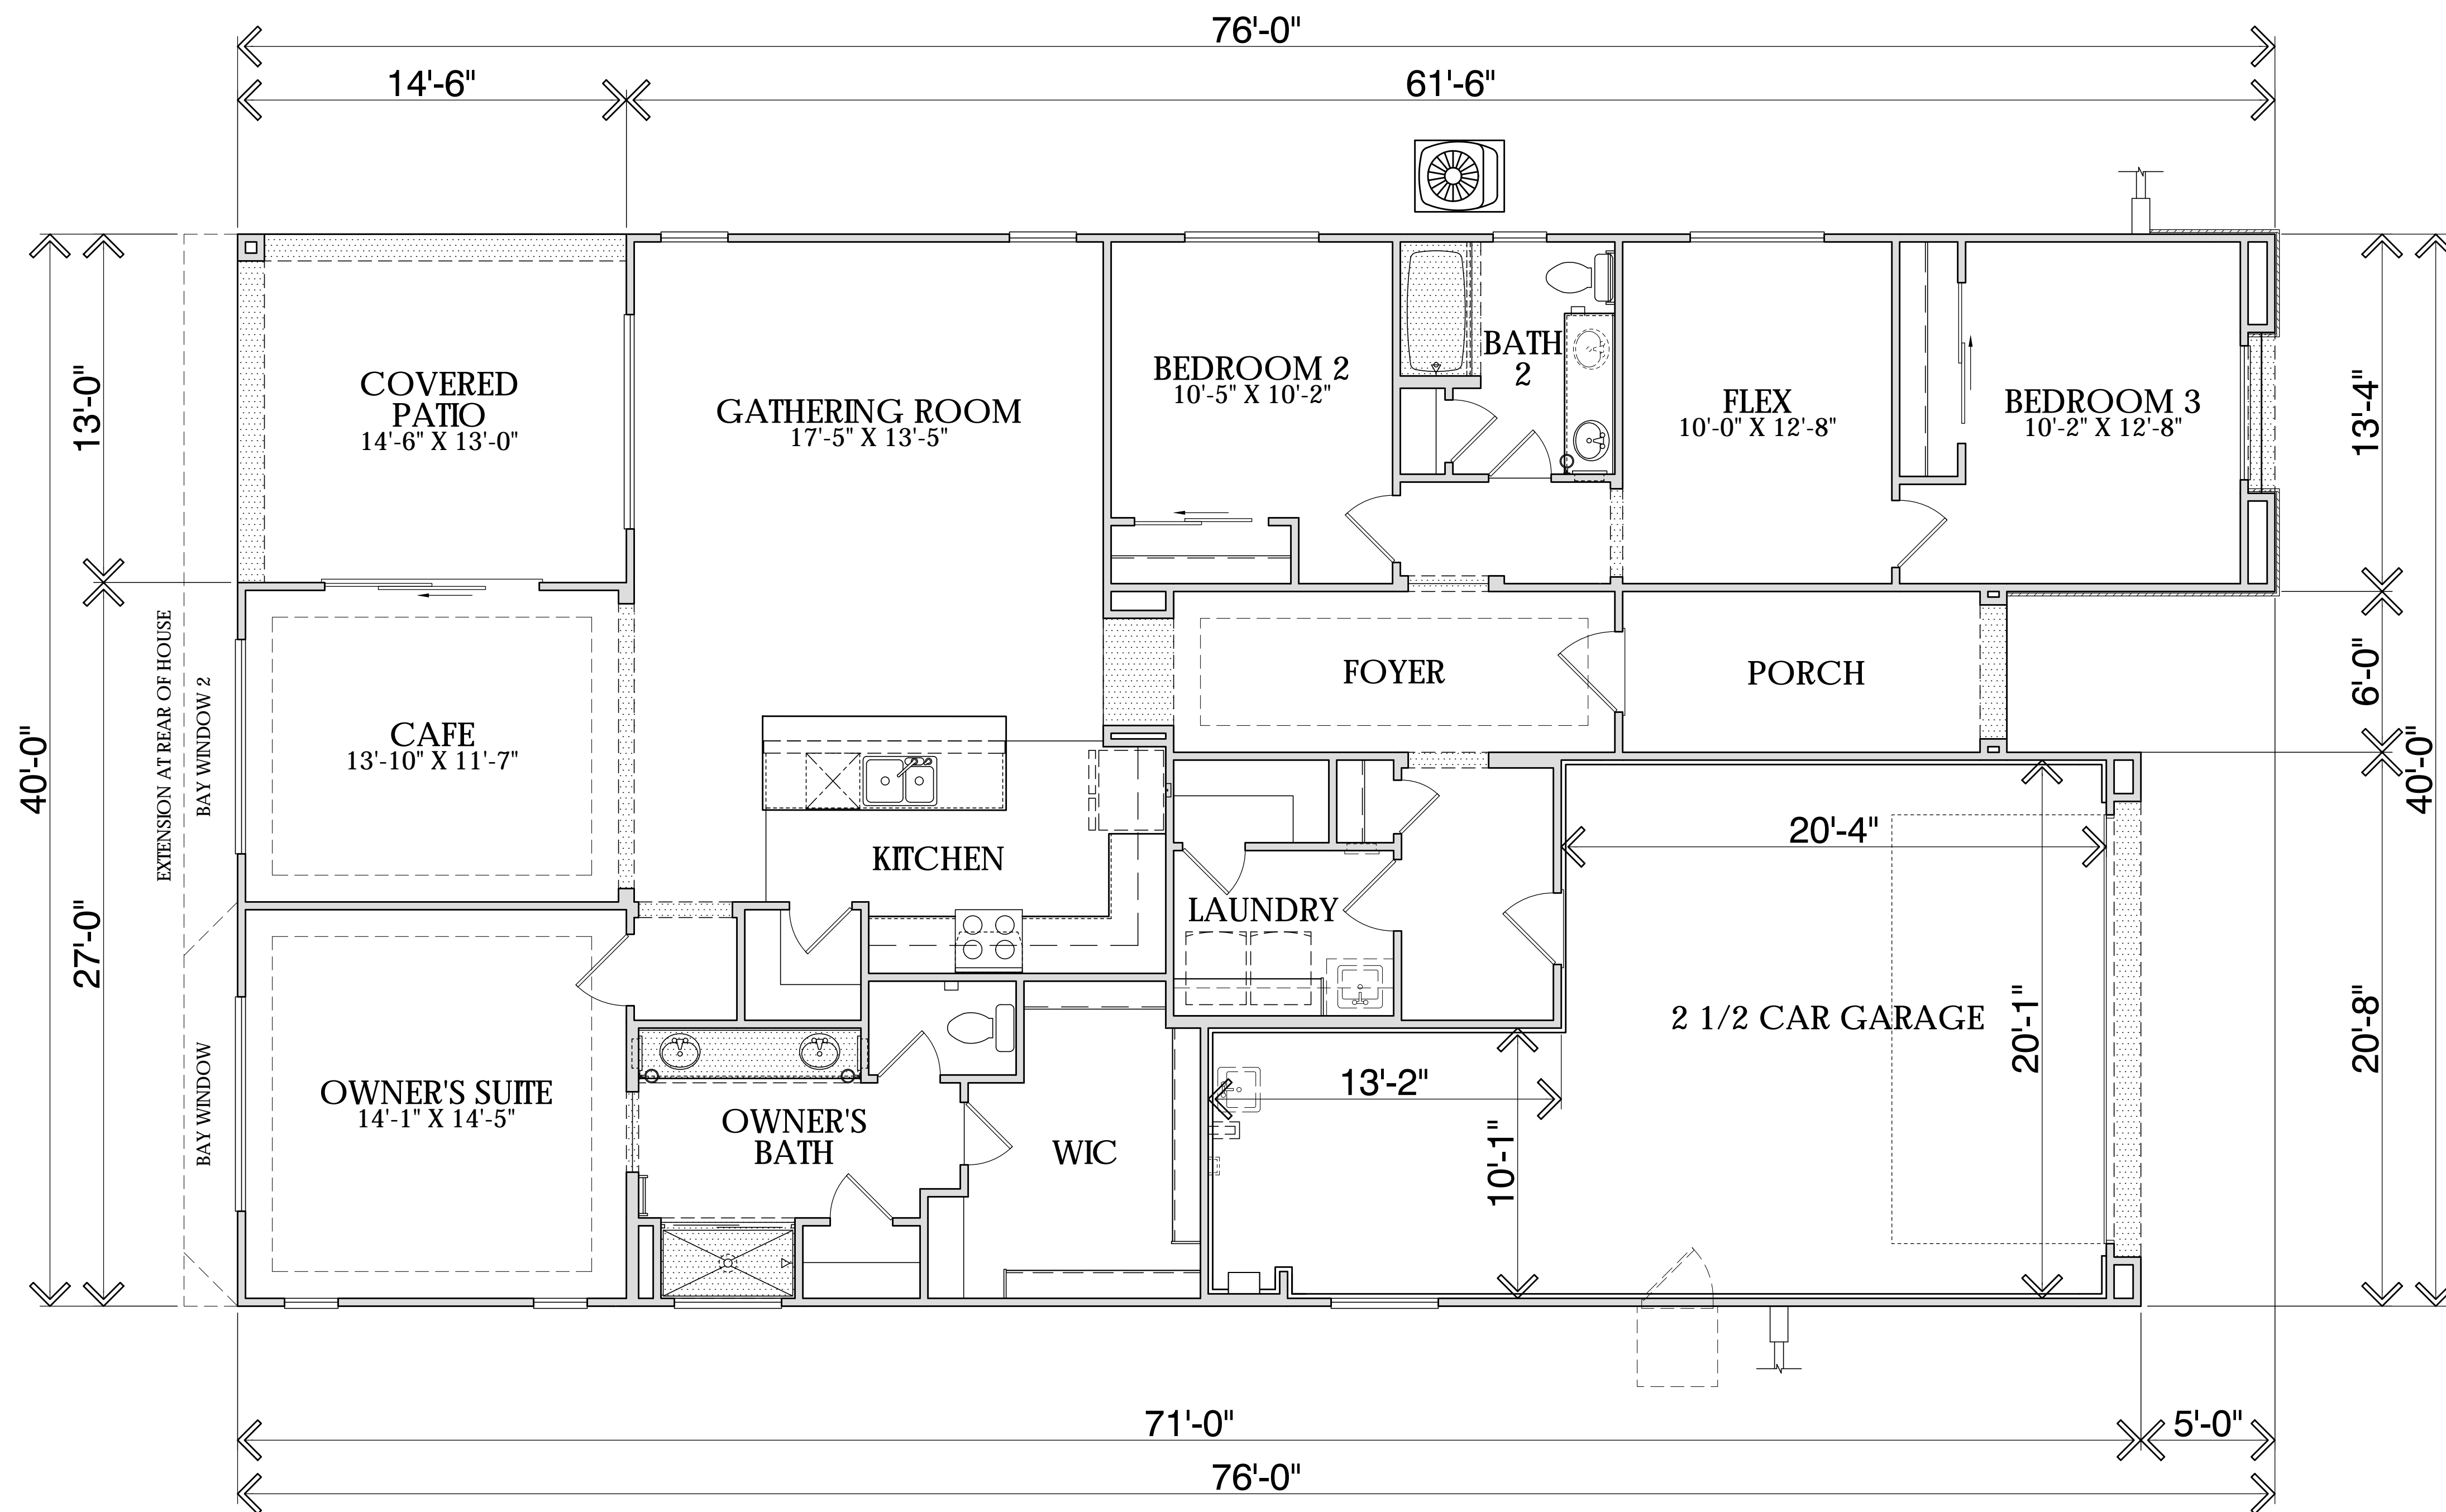 76'-0"
14'-6"
61'-6"
40'-0"
13'-0"
27'-0"
EXTENSION AT REAR OF HOUSE
BAY WINDOW 2
BAY WINDOW
COVERED
PATIO
14'-6" X 13'-0"
GATHERING ROOM
17'-5" X 13'-5"
BEDROOM 2
10'-5" X 10'-2"
BATH
2
FLEX
10'-0" X 12'-8"
BEDROOM 3
10'-2" X 12'-8"
13'-4"
6'-0"
20'-8"
40'-0"
CAFE
13'-10" X 11'-7"
FOYER
PORCH
KITCHEN
LAUNDRY
20'-4"
2 1/2 CAR GARAGE
20'-1"
13'-2"
10'-1"
OWNER'S SUITE
14'-1" X 14'-5"
OWNER'S
BATH
WIC
71'-0"
5'-0"
76'-0"